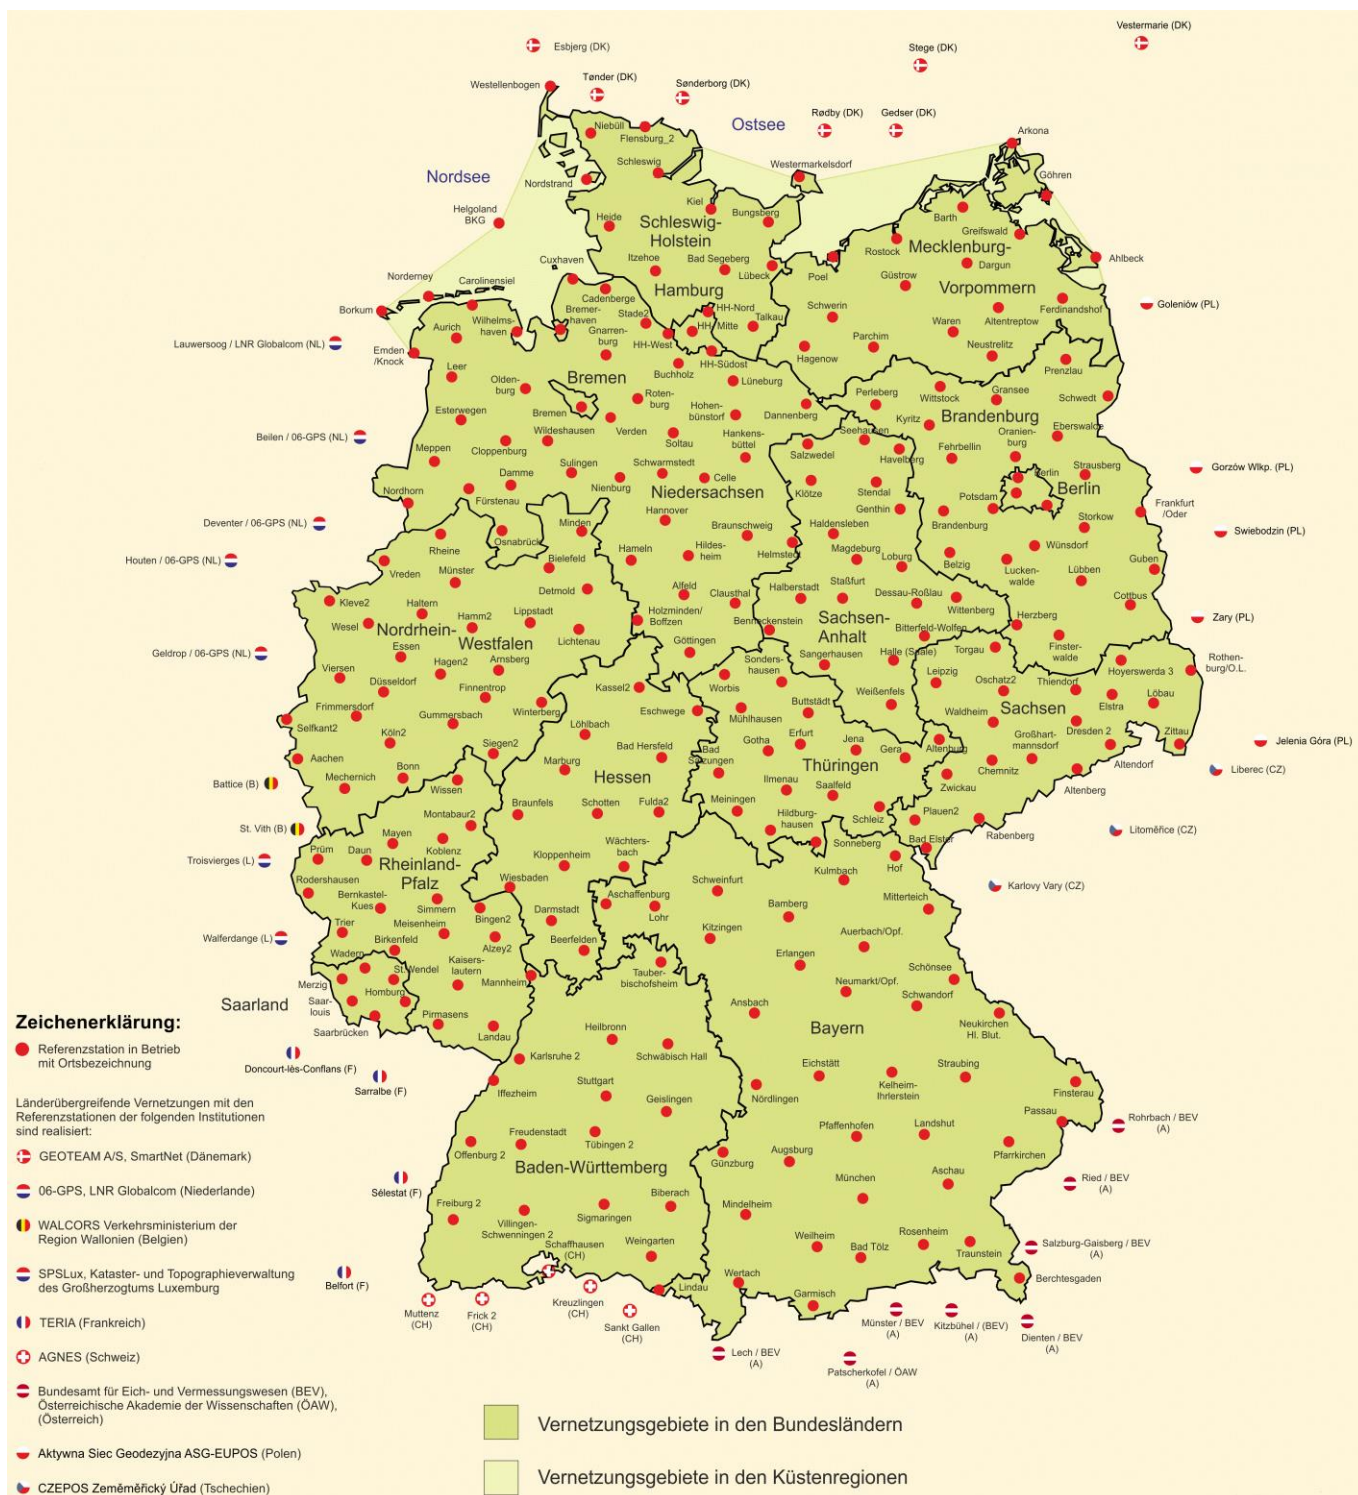 Vestermarie (DK)
Esbjerg (DK)
Stege (DK)
Tønder (DK)
Sønderborg (DK)
Westellenbogen
Rødby (DK)
Gedser (DK)
Ostsee
Niebüll
Flensburg_2
Arkona
Schleswig
Westermarkelsdorf
Nordsee
Nordstrand
Göhren
Kiel
Bungsberg
Barth
Helgoland
BKG
Heide
Schleswig-
Holstein
Greifswald
Rostock
Mecklenburg-
Vorpommern
Itzehoe
Bad Segeberg
Lübeck
Poel
Dargun
Ahlbeck
Cuxhaven
Güstrow
Norderney
Carolinensiel
Cadenberge
Hamburg
Borkum
Wilhelms-
haven
Bremer-
haven
Stade2
HH-Nord
HH-Mitte
Talkau
Schwerin
Altentreptow
Ferdinandshof
Goleniów (PL)
Aurich
Gnarren-
burg
HH-West
HH-Südost
Waren
Parchim
Lauwersoog / LNR Globalcom (NL)
Emden
/Knock
Buchholz
Hagenow
Neustrelitz
Prenzlau
Leer
Olden-
burg
Bremen
Lüneburg
Roten-
burg
Perleberg
Wittstock
Gransee
Schwedt
Esterwegen
Bremen
Hohen-
bünstorf
Dannenberg
Kyritz
Brandenburg
Verden
Wildeshausen
Soltau
Hankens-
büttel
Seehausen
Oranien-
burg
Eberswalde
Beilen / 06-GPS (NL)
Cloppenburg
Salzwedel
Havelberg
Fehrbellin
Meppen
Damme
Sulingen
Schwarmstedt
Celle
Klötze
Stendal
Berlin
Berlin
Strausberg
Gorzów Wlkp. (PL)
Nordhorn
Fürstenau
Nienburg
Niedersachsen
Genthin
Potsdam
Frankfurt
/Oder
Hannover
Brandenburg
Storkow
Deventer / 06-GPS (NL)
Minden
Osnabrück
Braunschweig
Haldensleben
Swiebodzin (PL)
Rheine
Hameln
Hildes-
heim
Helmstedt
Magdeburg
Loburg
Belzig
Wünsdorf
Lucken-
walde
Guben
Houten / 06-GPS (NL)
Vreden
Münster
Bielefeld
Lübben
Kleve2
Detmold
Alfeld
Clausthal
Halberstadt
Staßfurt
Dessau-Roßlau
Wittenberg
Cottbus
Haltern
Hamm2
Lippstadt
Holzminden/
Boffzen
Benneckenstein
Sachsen-
Anhalt
Bitterfeld-Wolfen
Herzberg
Zary (PL)
Wesel
Nordrhein-
Westfalen
Lichtenau
Göttingen
Finster-
walde
Geldrop / 06-GPS (NL)
Essen
Hagen2
Arnsberg
Sonders-
hausen
Sangerhausen
Halle (Saale)
Torgau
Hoyerswerda 3
Rothen-
burg/O.L.
Viersen
Düsseldorf
Finnentrop
Kassel2
Worbis
Weißenfels
Leipzig
Oschatz2
Thiendorf
Elstra
Löbau
Frimmersdorf
Gummersbach
Winterberg
Eschwege
Mühlhausen
Buttstädt
Waldheim
Sachsen
Selfkant2
Köln2
Löhlbach
Gotha
Erfurt
Jena
Gera
Altenburg
Großhart-
mannsdorf
Dresden 2
Zittau
Jelenia Góra (PL)
Aachen
Siegen2
Bad Hersfeld
Bad
Salzungen
Thüringen
Chemnitz
Altendorf
Liberec (CZ)
Mechernich
Bonn
Wissen
Marburg
Hessen
Ilmenau
Saalfeld
Zwickau
Altenberg
Battice (B)
Montabaur2
Braunfels
Schotten
Fulda2
Meiningen
Hildburg-
hausen
Schleiz
Plauen2
Rabenberg
St. Vith (B)
Mayen
Koblenz
Litoměřice (CZ)
Prüm
Daun
Rheinland-
Pfalz
Kloppenheim
Wächters-
bach
Sonneberg
Bad Elster
Hof
Troisvierges (L)
Rodershausen
Bernkastel-
Kues
Simmern
Wiesbaden
Aschaffenburg
Schweinfurt
Kulmbach
Karlovy Vary (CZ)
Meisenheim
Bingen2
Darmstadt
Lohr
Bamberg
Mitterteich
Trier
Birkenfeld
Alzey2
Beerfelden
Kitzingen
Auerbach/Opf.
Walferdange (L)
Wadern
Kaisers-
lautern
Erlangen
Merzig
St.Wendel
Mannheim
Tauber-
bischofsheim
Neumarkt/Opf.
Schönsee
Saarland
Saar-
louis
Homburg
Ansbach
Schwandorf
Saarbrücken
Pirmasens
Landau
Bayern
Neukirchen
Hl. Blut.
Zeichenerklärung:
Referenzstation in Betrieb
mit Ortsbezeichnung
Doncourt-lès-Conflans (F)
Sarralbe (F)
Heilbronn
Schwäbisch Hall
Karlsruhe 2
Eichstätt
Straubing
Iffezheim
Stuttgart
Nördlingen
Kelheim-
Ihrlerstein
Finsterau
Geislingen
Passau
Länderübergreifende Vernetzungen mit den
Referenzstationen der folgenden Institutionen
sind realisiert:
Freudenstadt
Tübingen 2
Pfaffenhofen
Landshut
Rohrbach / BEV
(A)
GEOTEAM A/S, SmartNet (Dänemark)
Offenburg 2
Baden-Württemberg
Günzburg
Augsburg
Pfarrkirchen
Aschau
Sélestat (F)
München
Ried / BEV
(A)
06-GPS, LNR Globalcom (Niederlande)
Freiburg 2
Biberach
Mindelheim
WALCORS Verkehrsministerium der
Region Wallonien (Belgien)
Villingen-
Schwenningen 2
Sigmaringen
Weilheim
Rosenheim
Traunstein
Salzburg-Gaisberg / BEV
(A)
Schaffhausen
(CH)
Weingarten
Bad Tölz
SPSLux, Kataster- und Topographieverwaltung
des Großherzogtums Luxemburg
Belfort (F)
Lindau
Wertach
Berchtesgaden
Muttenz
(CH)
Frick 2
(CH)
Kreuzlingen
(CH)
Sankt Gallen
(CH)
Garmisch
Münster / BEV
(A)
Kitzbühel / (BEV)
(A)
Dienten / BEV
(A)
TERIA (Frankreich)
Lech / BEV
(A)
Patscherkofel / ÖAW
(A)
AGNES (Schweiz)
Bundesamt für Eich- und Vermessungswesen (BEV),
Österreichische Akademie der Wissenschaften (ÖAW),
(Österreich)
Vernetzungsgebiete in den Bundesländern
Aktywna Siec Geodezyjna ASG-EUPOS (Polen)
Vernetzungsgebiete in den Küstenregionen
CZEPOS Zeměměřický Úřad (Tschechien)